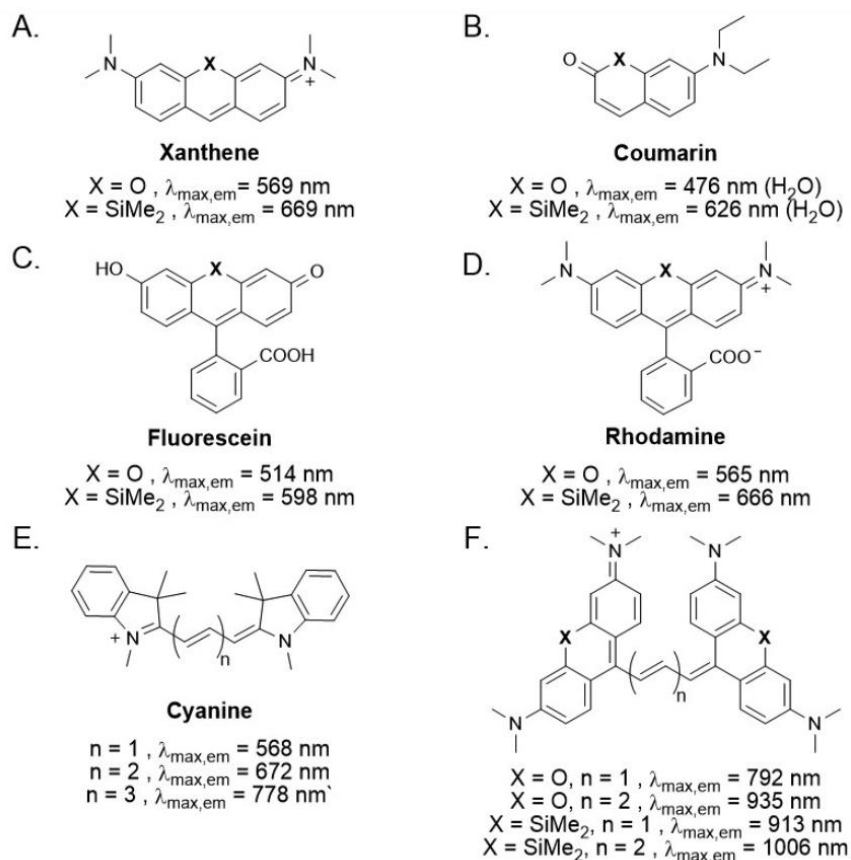 A.
N X N +
Xanthene
X = O , λmax,em= 569 nm
X = SiMe₂ , λmax,em = 669 nm
B.
O X N
Coumarin
X = O , λmax,em = 476 nm (H₂O)
X = SiMe₂ , λmax,em = 626 nm (H₂O)
C.
HO X O
COOH
Fluorescein
X = O , λmax,em = 514 nm
X = SiMe₂ , λmax,em = 598 nm
D.
N X N +
COO⁻
Rhodamine
X = O , λmax,em = 565 nm
X = SiMe₂ , λmax,em = 666 nm
E.
+ N ( ) n N
Cyanine
n = 1 , λmax,em = 568 nm
n = 2 , λmax,em = 672 nm
n = 3 , λmax,em = 778 nm`
F.
+
N N
X X
( ) n
N N
X = O, n = 1 , λmax,em = 792 nm
X = O, n = 2 , λmax,em = 935 nm
X = SiMe₂, n = 1 , λmax,em = 913 nm
X = SiMe₂, n = 2 , λmax,em = 1006 nm